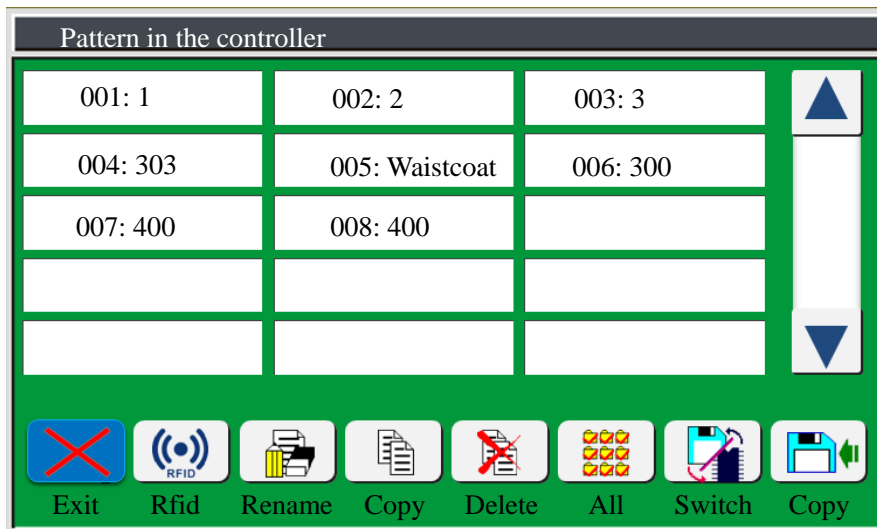 Pattern in the controller
001: 1 002: 2 003: 3
004: 303 005: Waistcoat 006: 300
007: 400 008: 400
RFID
Exit Rfid Rename Copy Delete All Switch Copy